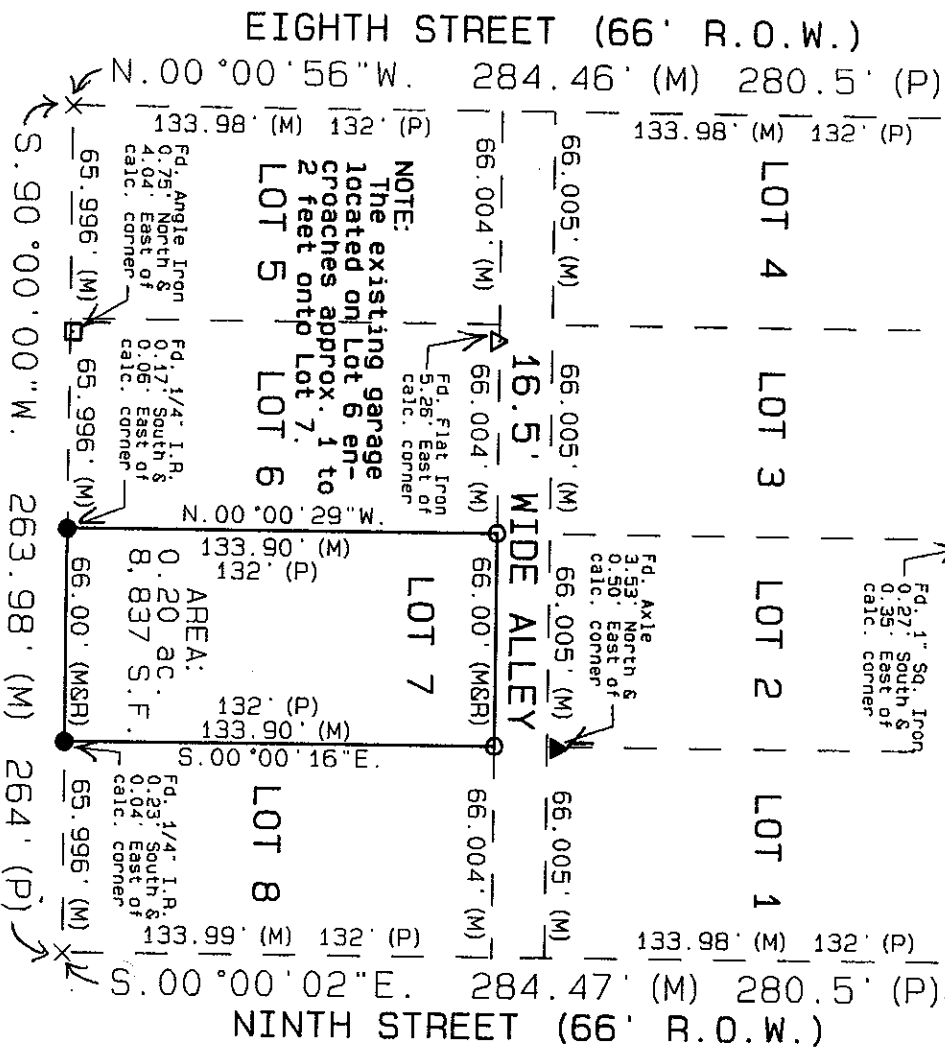 EIGHTH STREET (66' R.O.W.)
N.00°00'56"W. 284.46' (M) 280.5' (P)
133.98' (M) 132' (P)
133.98' (M) 132' (P)
S.90°00'00"W. 263.98' (M) 264' (P)
65.996' (M)
66.004' (M)
66.005' (M)
LOT 4
LOT 5
Fd. Angle Iron
0.75' North &
4.04' East of
calc. corner
NOTE:
The existing garage
located on Lot 6 en-
croaches approx. 1 to
2 feet onto Lot 7.
65.996' (M)
Fd. 1/4" I.R.
0.17' South &
0.06' East of
calc. corner
LOT 6
Fd. Flat Iron
5.26' East of
calc. corner
66.004' (M)
16.5' WIDE ALLEY
66.005' (M)
LOT 3
N.00°00'29"W.
133.90' (M)
132' (P)
66.00' (M&R)
AREA:
0.20 ac.
8,837 S.F.
LOT 7
66.00' (M&R)
Fd. Axle
3.53' North &
0.50' East of
calc. corner
66.005' (M)
LOT 2
Fd. 1" Sq. Iron
0.27' South &
0.35' East of
calc. corner
132' (P)
133.90' (M)
S.00°00'16"E.
65.996' (M)
Fd. 1/4" I.R.
0.23' South &
0.04' East of
calc. corner
LOT 8
66.004' (M)
66.005' (M)
LOT 1
133.99' (M) 132' (P)
133.98' (M) 132' (P)
S.00°00'02"E. 284.47' (M) 280.5' (P)
NINTH STREET (66' R.O.W.)